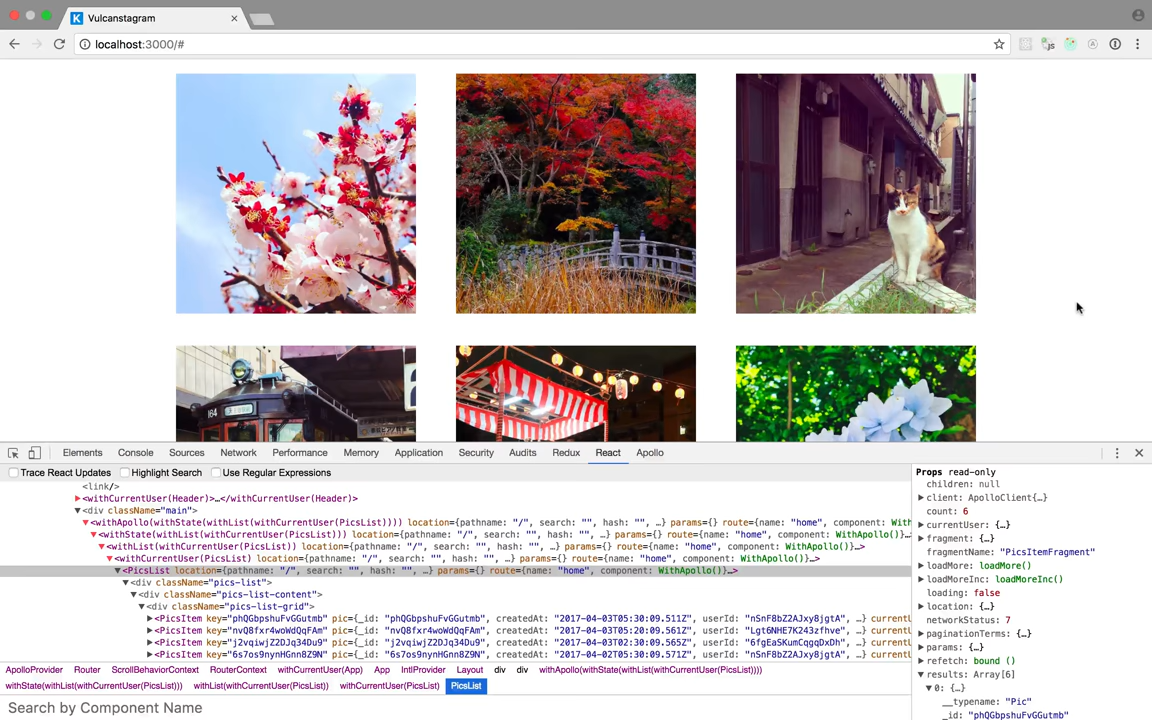 Vulcanstagram
localhost:3000/#
164
Elements Console Sources Network Performance Memory Application Security Audits Redux React Apollo
Trace React Updates Highlight Search Use Regular Expressions
<link/>
<withCurrentUser(Header)>…</withCurrentUser(Header)>
<div className="main">
<withApollo(withState(withList(withCurrentUser(PicsList)))) location={pathname: "/", search: "", hash: "", …} params={} route={name: "home", component: With
<withState(withList(withCurrentUser(PicsList))) location={pathname: "/", search: "", hash: "", …} params={} route={name: "home", component: WithApollo()}…
<withList(withCurrentUser(PicsList)) location={pathname: "/", search: "", hash: "", …} params={} route={name: "home", component: WithApollo()}…>
<withCurrentUser(PicsList) location={pathname: "/", search: "", hash: "", …} params={} route={name: "home", component: WithApollo()}…>
<PicsList location={pathname: "/", search: "", hash: "", …} params={} route={name: "home", component: WithApollo()}…>
<div className="pics-list">
<div className="pics-list-content">
<div className="pics-list-grid">
<PicsItem key="phQGbpshuFvGGutmb" pic={_id: "phQGbpshuFvGGutmb", createdAt: "2017-04-03T05:30:09.511Z", userId: "nSnF8bZ2AJxy8jgtA", …} currentU
<PicsItem key="nvQ8fxr4woWdQqFAm" pic={_id: "nvQ8fxr4woWdQqFAm", createdAt: "2017-04-03T05:20:09.561Z", userId: "Lgt6NHE7K243zfhve", …} currentU
<PicsItem key="j2vqiwjZ2DJq34Du9" pic={_id: "j2vqiwjZ2DJq34Du9", createdAt: "2017-04-03T02:30:09.565Z", userId: "6fgEaSKumCqgqDxDh", …} currentU
<PicsItem key="6s7os9nynHGnn8Z9N" pic={_id: "6s7os9nynHGnn8Z9N", createdAt: "2017-04-02T05:30:09.571Z", userId: "nSnF8bZ2AJxy8jgtA", …} currentU
ApolloProvider Router ScrollBehaviorContext RouterContext withCurrentUser(App) App IntlProvider Layout div div withApollo(withState(withList(withCurrentUser(PicsList))))
withState(withList(withCurrentUser(PicsList))) withList(withCurrentUser(PicsList)) withCurrentUser(PicsList) PicsList
Search by Component Name
Props read-only
children: null
client: ApolloClient{…}
count: 6
currentUser: {…}
fragment: {…}
fragmentName: "PicsItemFragment"
loadMore: loadMore()
loadMoreInc: loadMoreInc()
loading: false
location: {…}
networkStatus: 7
paginationTerms: {…}
params: {…}
refetch: bound ()
results: Array[6]
0: {…}
__typename: "Pic"
_id: "phQGbpshuFvGGutmb"